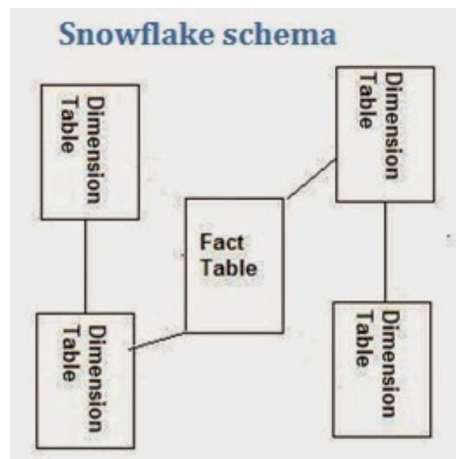 Snowflake schema
Dimension
Table
Dimension
Table
Fact
Table
Dimension
Table
Dimension
Table